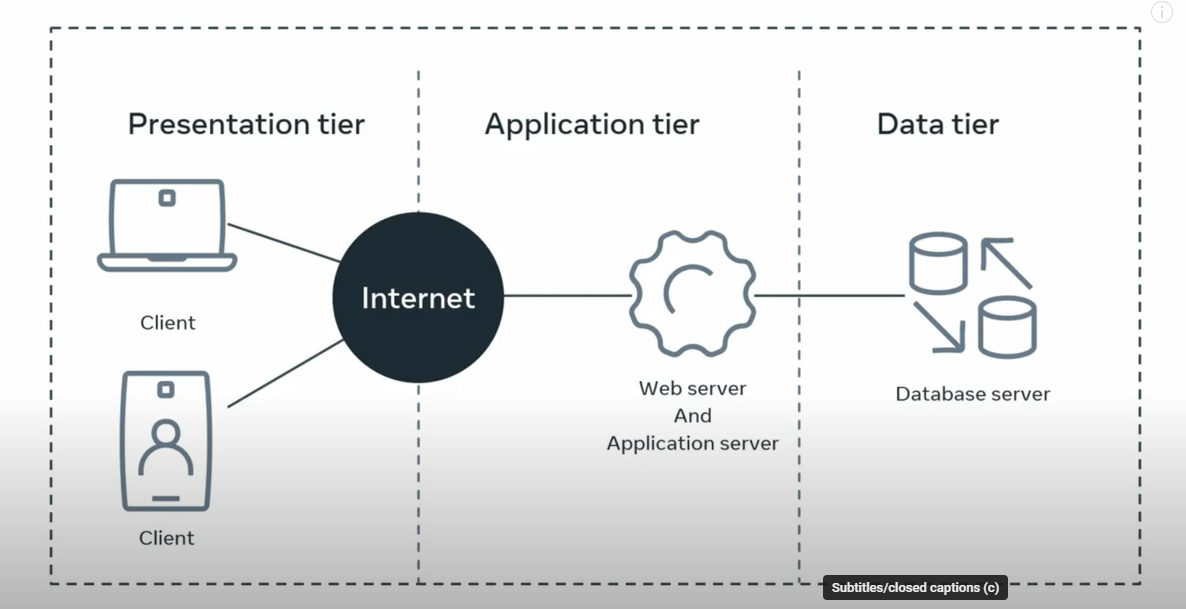 Presentation tier
Application tier
Data tier
Client
Internet
Client
Web server
And
Application server
Database server
Subtitles/closed captions (c)